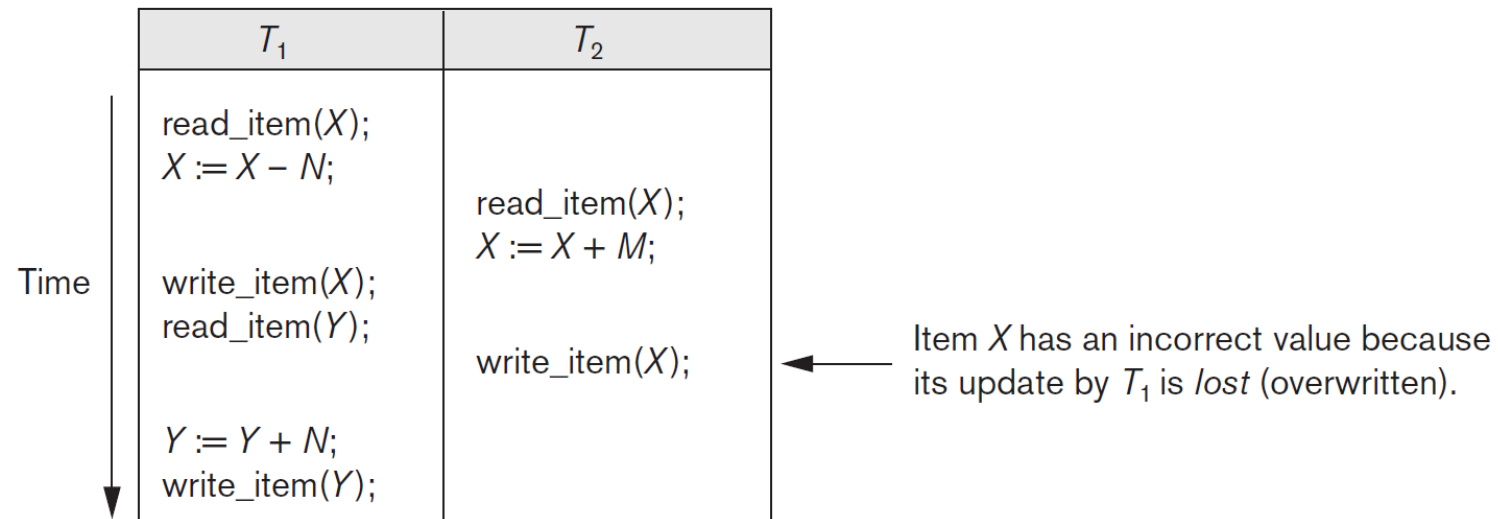 T₁ T₂
read_item(X);
X := X – N;
read_item(X);
X := X + M;
Time
write_item(X);
read_item(Y);
write_item(X);
Item X has an incorrect value because
its update by T₁ is lost (overwritten).
Y := Y + N;
write_item(Y);